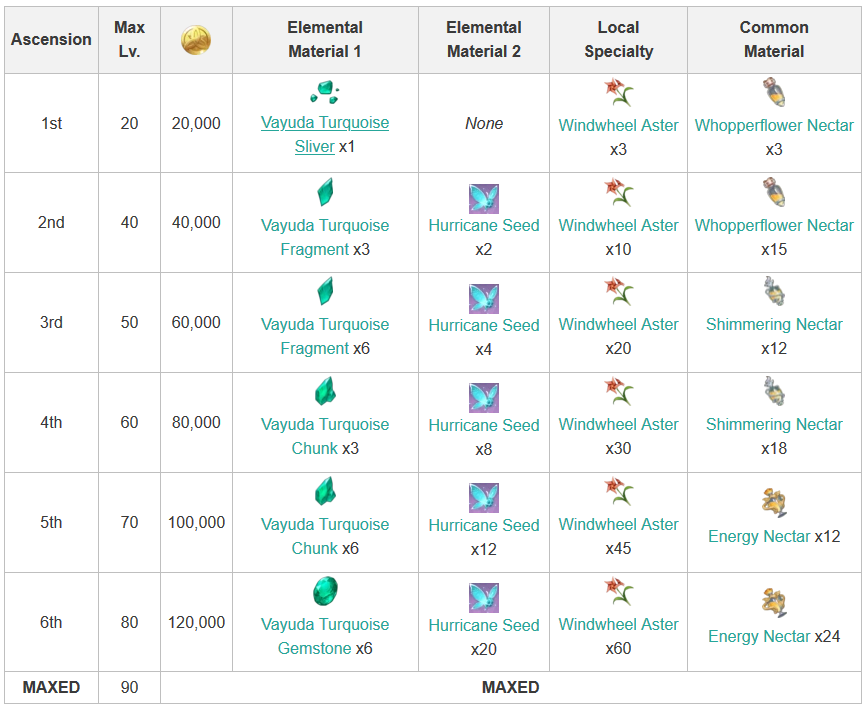 Ascension
Max
Lv.
Elemental
Material 1
Elemental
Material 2
Local
Specialty
Common
Material
1st
20
20,000
Vayuda Turquoise
Sliver x1
None
Windwheel Aster
x3
Whopperflower Nectar
x3
2nd
40
40,000
Vayuda Turquoise
Fragment x3
Hurricane Seed
x2
Windwheel Aster
x10
Whopperflower Nectar
x15
3rd
50
60,000
Vayuda Turquoise
Fragment x6
Hurricane Seed
x4
Windwheel Aster
x20
Shimmering Nectar
x12
4th
60
80,000
Vayuda Turquoise
Chunk x3
Hurricane Seed
x8
Windwheel Aster
x30
Shimmering Nectar
x18
5th
70
100,000
Vayuda Turquoise
Chunk x6
Hurricane Seed
x12
Windwheel Aster
x45
Energy Nectar x12
6th
80
120,000
Vayuda Turquoise
Gemstone x6
Hurricane Seed
x20
Windwheel Aster
x60
Energy Nectar x24
MAXED
90
MAXED